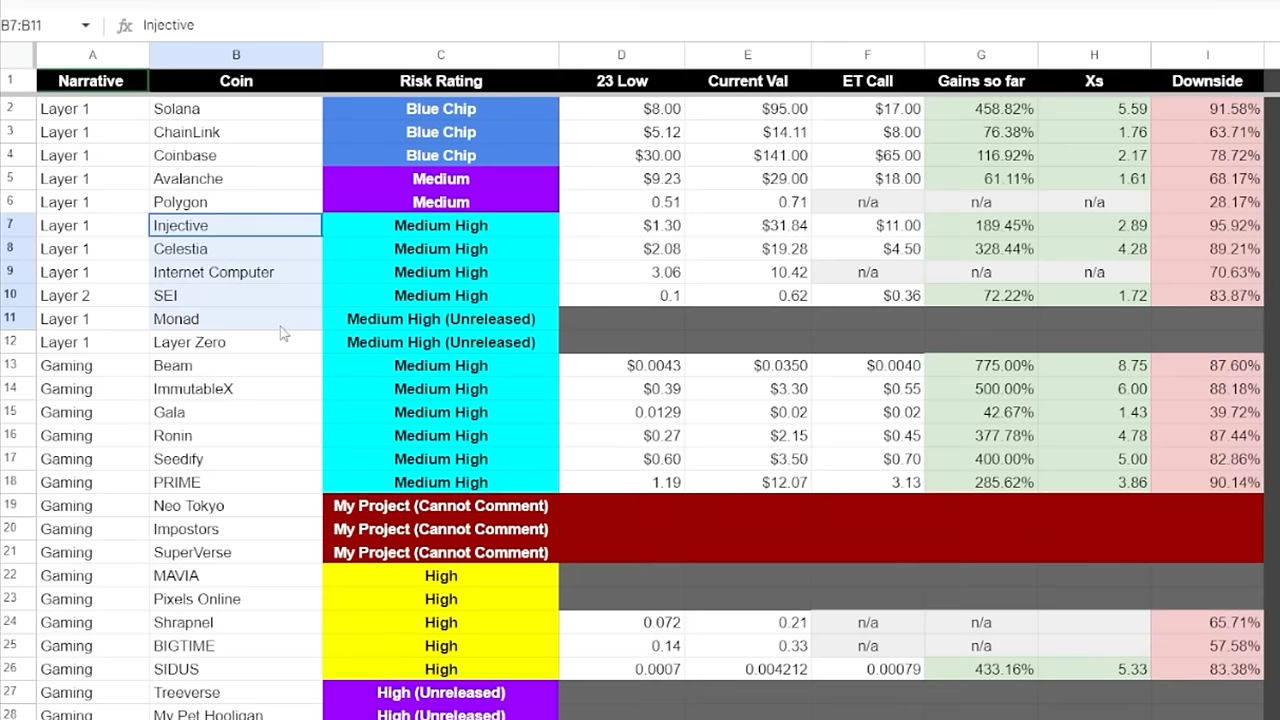 B7:B11 fx Injective
A B C D E F G H I
1 Narrative Coin Risk Rating 23 Low Current Val ET Call Gains so far Xs Downside
2 Layer 1 Solana Blue Chip $8.00 $95.00 $17.00 458.82% 5.59 91.58%
3 Layer 1 ChainLink Blue Chip $5.12 $14.11 $8.00 76.38% 1.76 63.71%
4 Layer 1 Coinbase Blue Chip $30.00 $141.00 $65.00 116.92% 2.17 78.72%
5 Layer 1 Avalanche Medium $9.23 $29.00 $18.00 61.11% 1.61 68.17%
6 Layer 1 Polygon Medium 0.51 0.71 n/a n/a n/a 28.17%
7 Layer 1 Injective Medium High $1.30 $31.84 $11.00 189.45% 2.89 95.92%
8 Layer 1 Celestia Medium High $2.08 $19.28 $4.50 328.44% 4.28 89.21%
9 Layer 1 Internet Computer Medium High 3.06 10.42 n/a n/a n/a 70.63%
10 Layer 2 SEI Medium High 0.1 0.62 $0.36 72.22% 1.72 83.87%
11 Layer 1 Monad Medium High (Unreleased)
12 Layer 1 Layer Zero Medium High (Unreleased)
13 Gaming Beam Medium High $0.0043 $0.0350 $0.0040 775.00% 8.75 87.60%
14 Gaming ImmutableX Medium High $0.39 $3.30 $0.55 500.00% 6.00 88.18%
15 Gaming Gala Medium High 0.0129 $0.02 $0.02 42.67% 1.43 39.72%
16 Gaming Ronin Medium High $0.27 $2.15 $0.45 377.78% 4.78 87.44%
17 Gaming Seedify Medium High $0.60 $3.50 $0.70 400.00% 5.00 82.86%
18 Gaming PRIME Medium High 1.19 $12.07 3.13 285.62% 3.86 90.14%
19 Gaming Neo Tokyo My Project (Cannot Comment)
20 Gaming Impostors My Project (Cannot Comment)
21 Gaming SuperVerse My Project (Cannot Comment)
22 Gaming MAVIA High
23 Gaming Pixels Online High
24 Gaming Shrapnel High 0.072 0.21 n/a n/a 65.71%
25 Gaming BIGTIME High 0.14 0.33 n/a n/a 57.58%
26 Gaming SIDUS High 0.0007 0.004212 0.00079 433.16% 5.33 83.38%
27 Gaming Treeverse High (Unreleased)
28 Gaming My Pet Hooligan High (Unreleased)